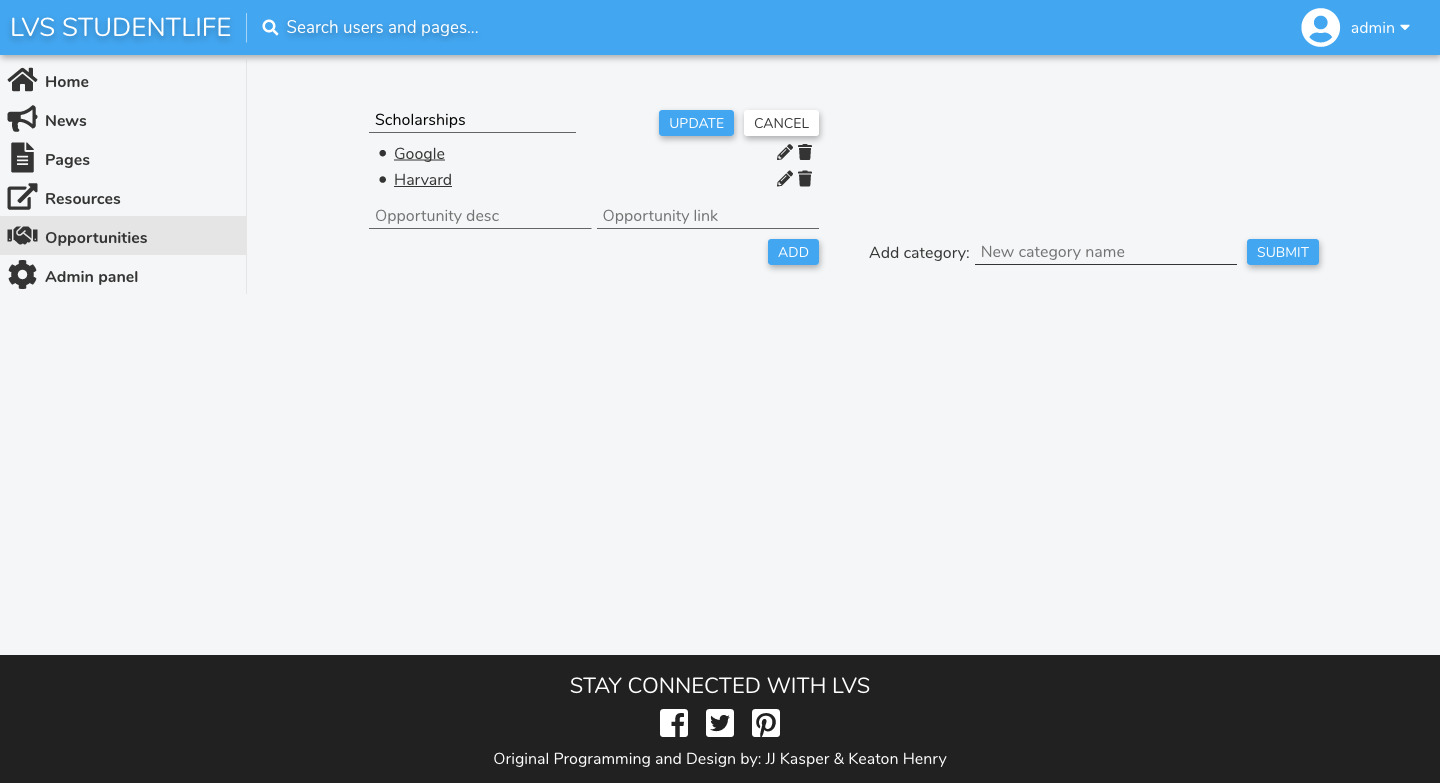 LVS STUDENTLIFE
Search users and pages...
admin
Home
News
Pages
Resources
Opportunities
Admin panel
Scholarships
UPDATE
CANCEL
Google
Harvard
Opportunity desc
Opportunity link
ADD
Add category:
New category name
SUBMIT
STAY CONNECTED WITH LVS
Original Programming and Design by: JJ Kasper & Keaton Henry